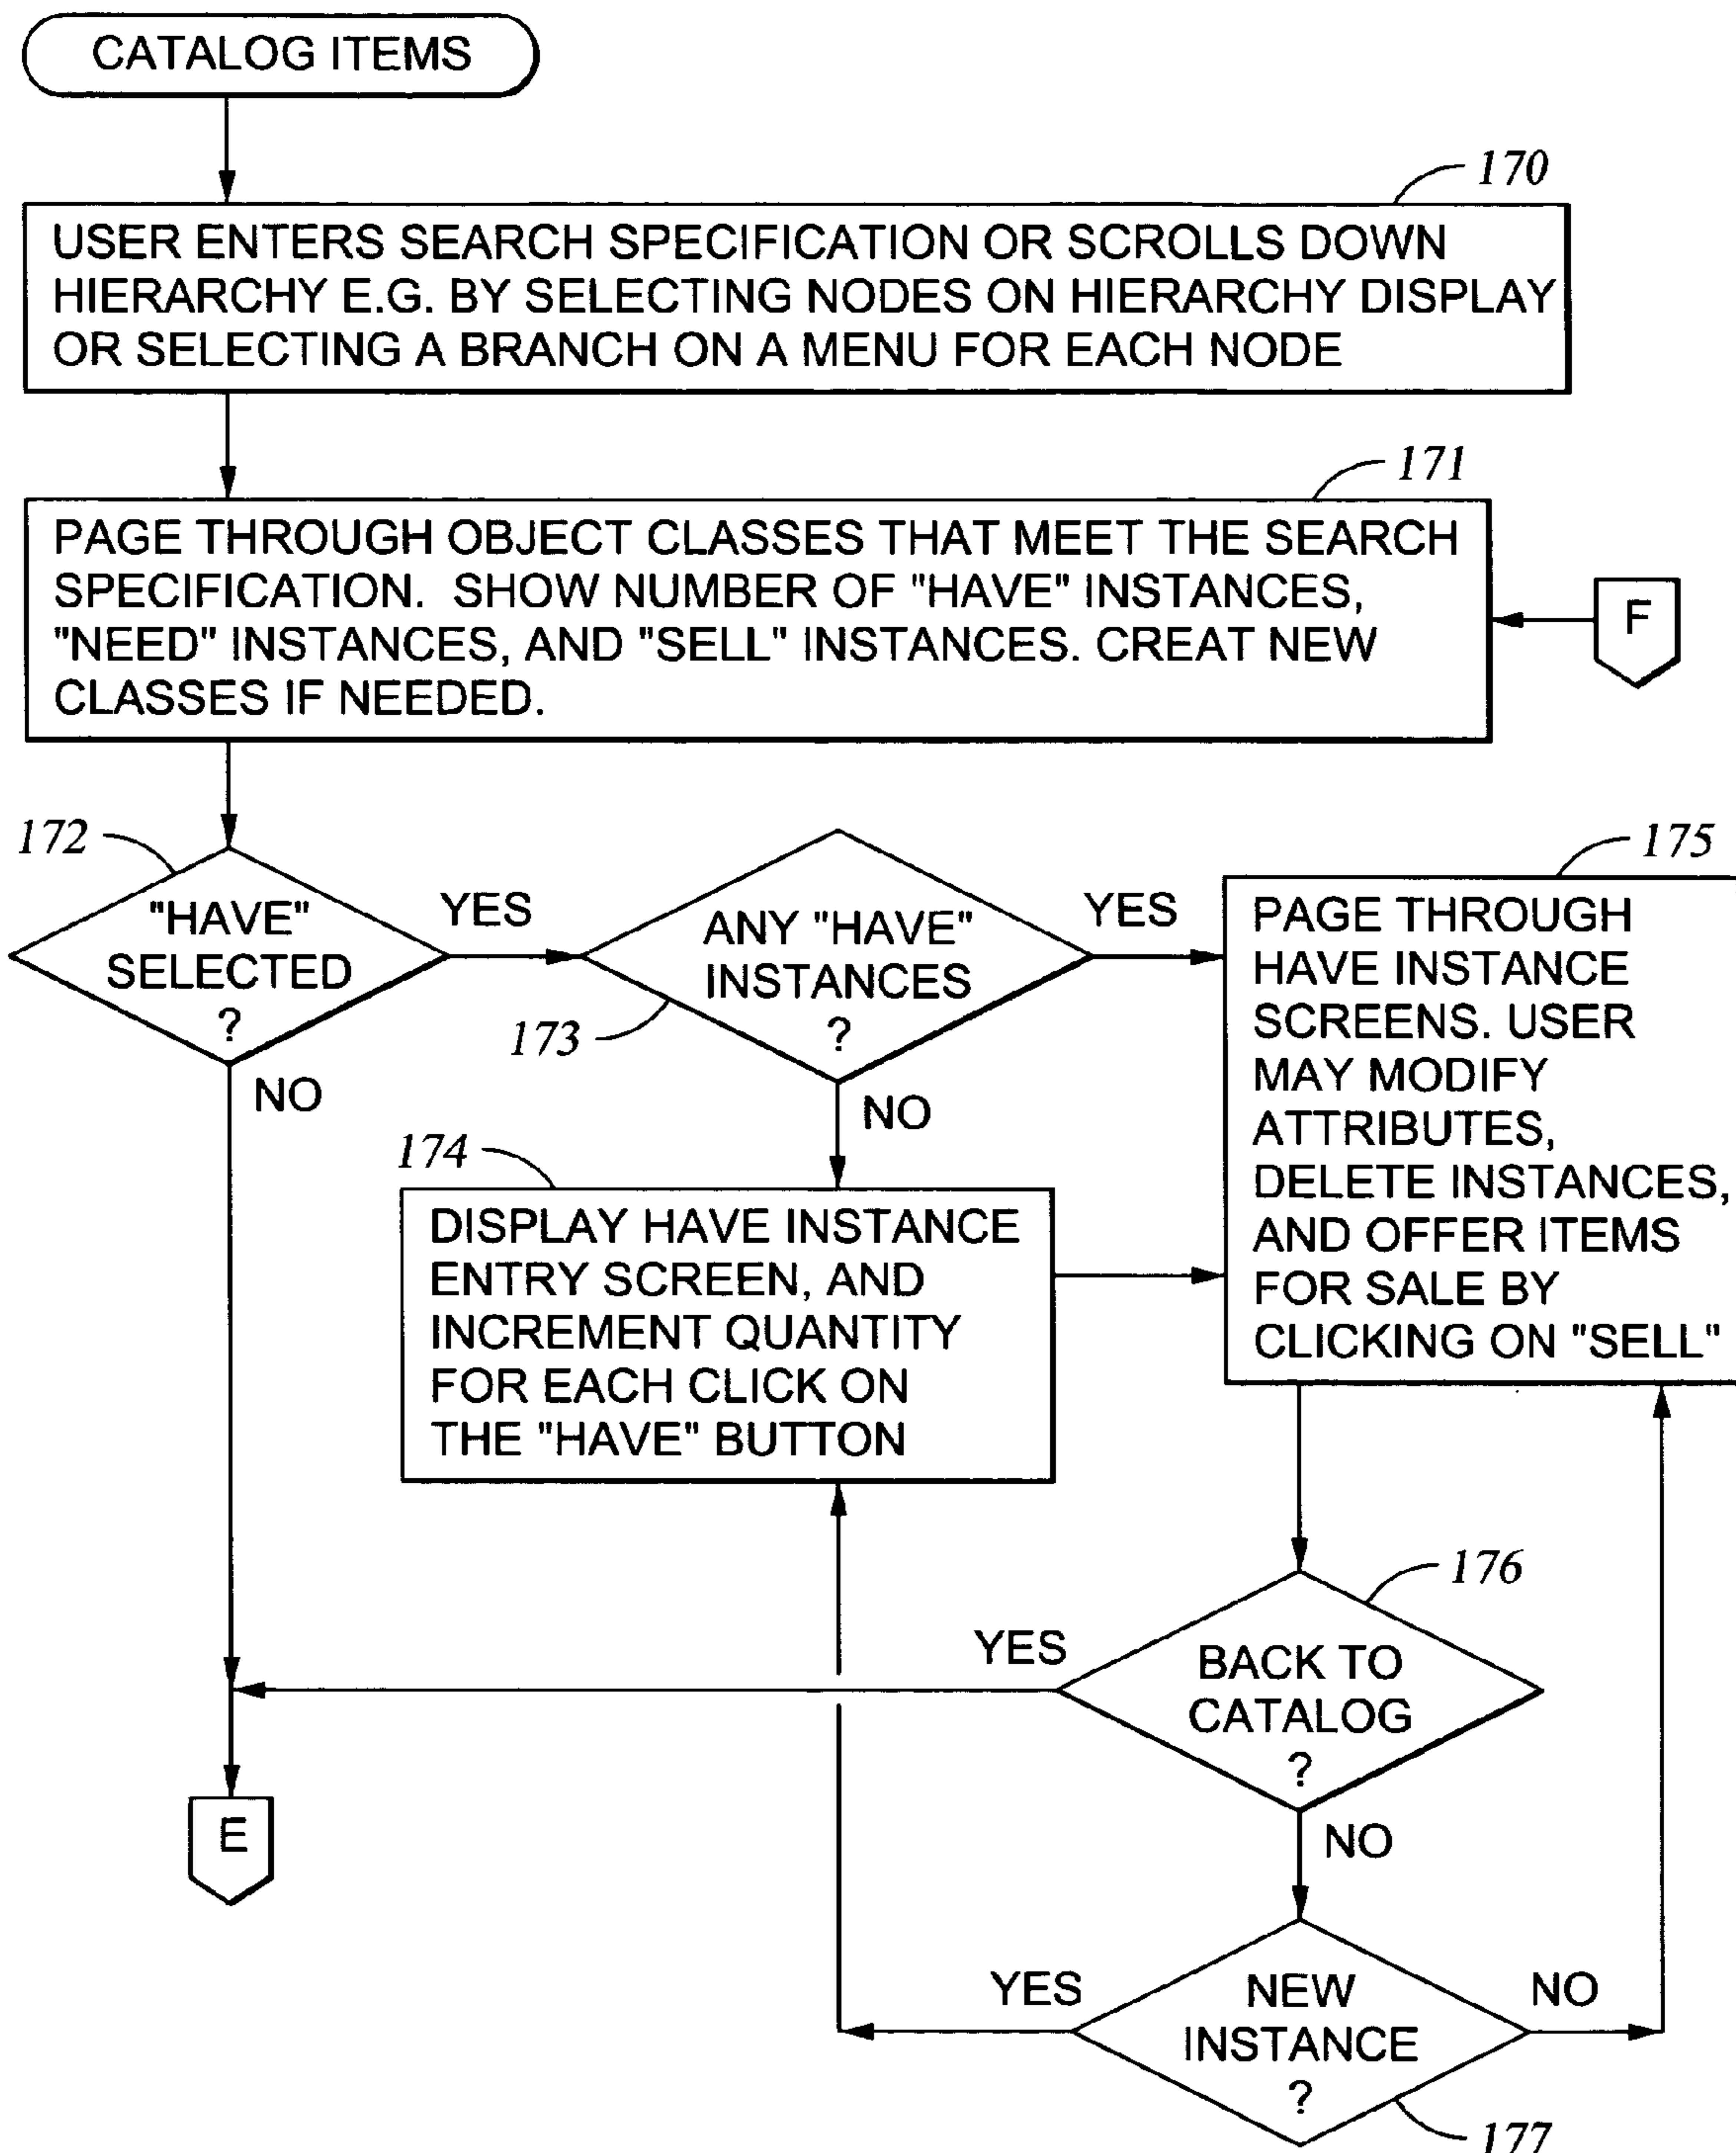 CATALOG ITEMS
170
USER ENTERS SEARCH SPECIFICATION OR SCROLLS DOWN
HIERARCHY E.G. BY SELECTING NODES ON HIERARCHY DISPLAY
OR SELECTING A BRANCH ON A MENU FOR EACH NODE
171
PAGE THROUGH OBJECT CLASSES THAT MEET THE SEARCH
SPECIFICATION. SHOW NUMBER OF "HAVE" INSTANCES,
"NEED" INSTANCES, AND "SELL" INSTANCES. CREAT NEW
CLASSES IF NEEDED.
F
172
"HAVE"
SELECTED
?
YES
NO
173
ANY "HAVE"
INSTANCES
?
YES
NO
175
PAGE THROUGH
HAVE INSTANCE
SCREENS. USER
MAY MODIFY
ATTRIBUTES,
DELETE INSTANCES,
AND OFFER ITEMS
FOR SALE BY
CLICKING ON "SELL"
174
DISPLAY HAVE INSTANCE
ENTRY SCREEN, AND
INCREMENT QUANTITY
FOR EACH CLICK ON
THE "HAVE" BUTTON
176
BACK TO
CATALOG
?
YES
NO
E
NEW
INSTANCE
?
YES
NO
177